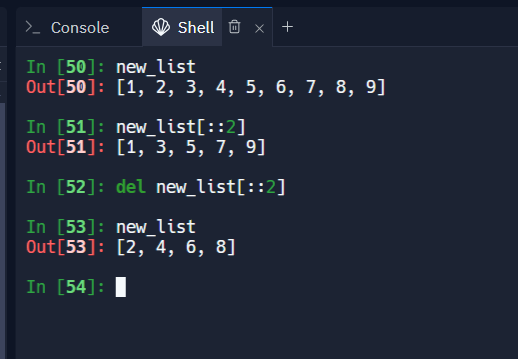 >_ Console Shell × +
In [50]: new_list
Out[50]: [1, 2, 3, 4, 5, 6, 7, 8, 9]
In [51]: new_list[::2]
Out[51]: [1, 3, 5, 7, 9]
In [52]: del new_list[::2]
In [53]: new_list
Out[53]: [2, 4, 6, 8]
In [54]: